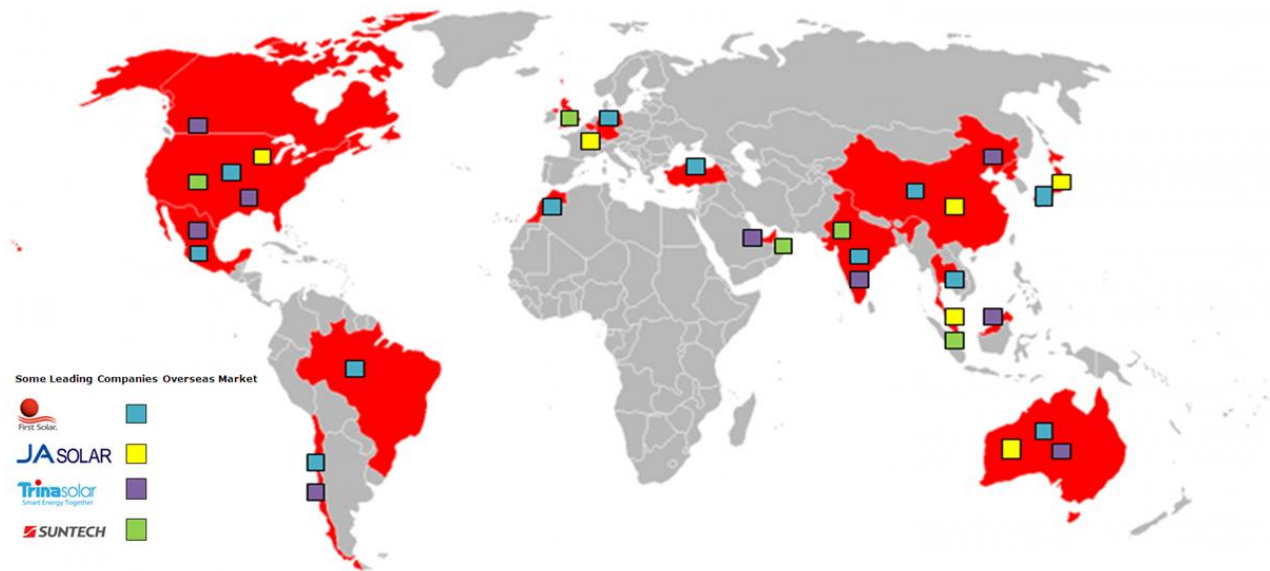 Some Leading Companies Overseas Market
First Solar.
JA SOLAR
Trinasolar
Smart Energy Together
SUNTECH